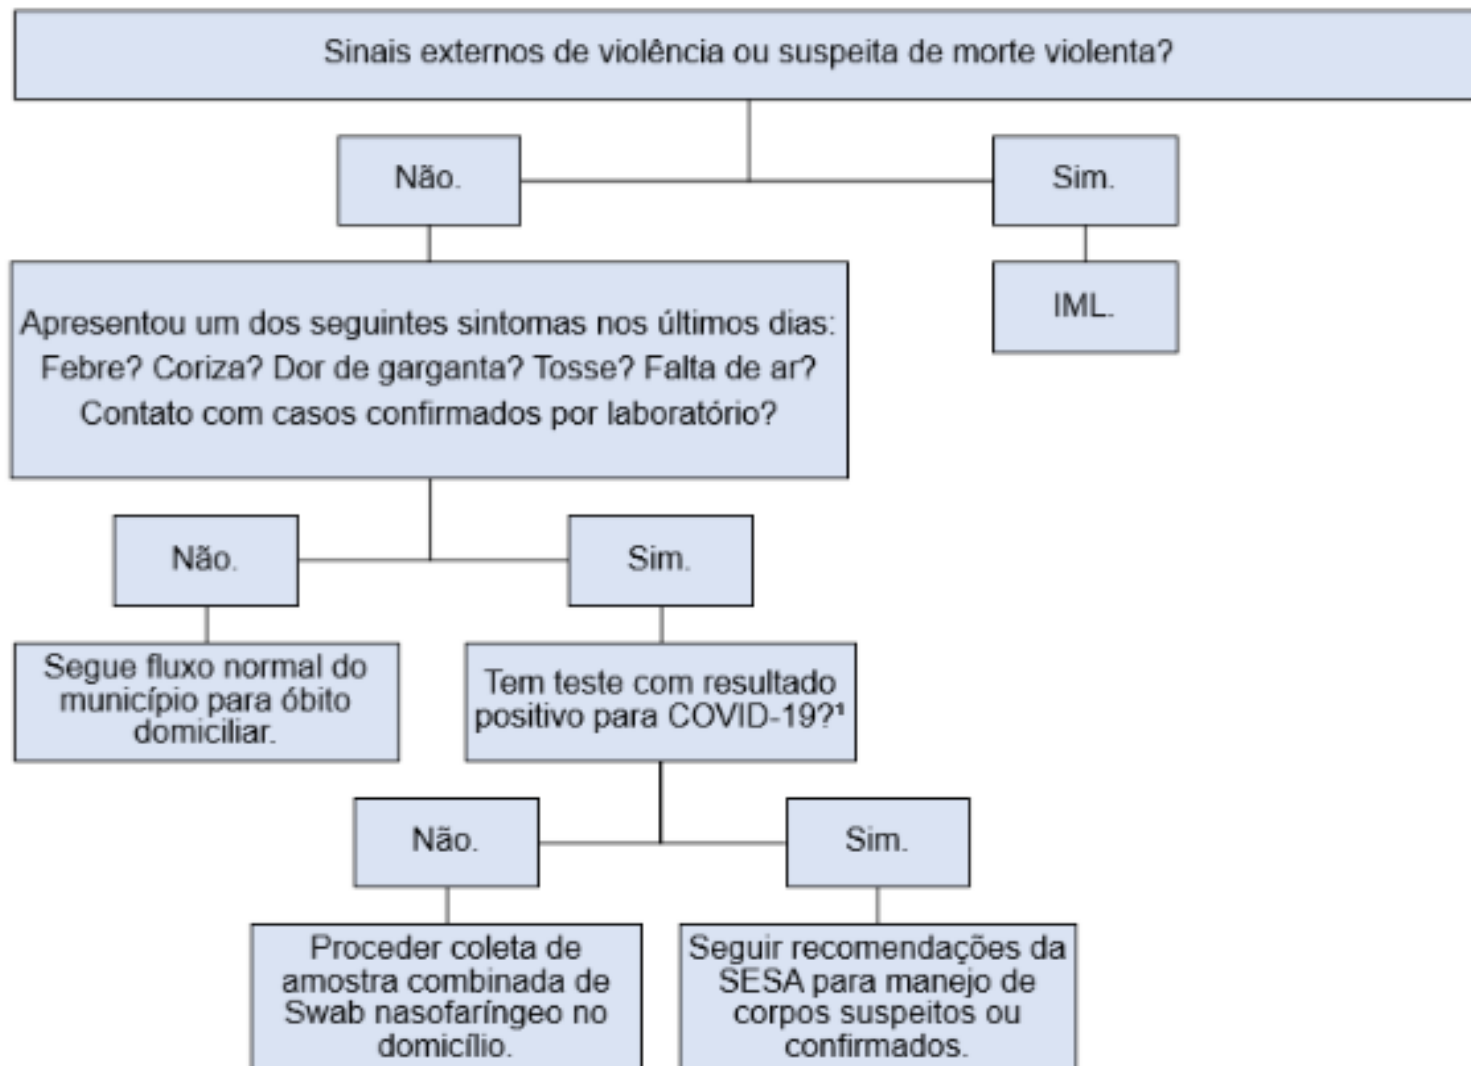 Sinais externos de violência ou suspeita de morte violenta?
Não.
Sim.
IML.
Apresentou um dos seguintes sintomas nos últimos dias:
Febre? Coriza? Dor de garganta? Tosse? Falta de ar?
Contato com casos confirmados por laboratório?
Não.
Sim.
Segue fluxo normal do
município para óbito
domiciliar.
Tem teste com resultado
positivo para COVID-19?¹
Não.
Sim.
Proceder coleta de
amostra combinada de
Swab nasofaríngeo no
domicílio.
Seguir recomendações da
SESA para manejo de
corpos suspeitos ou
confirmados.